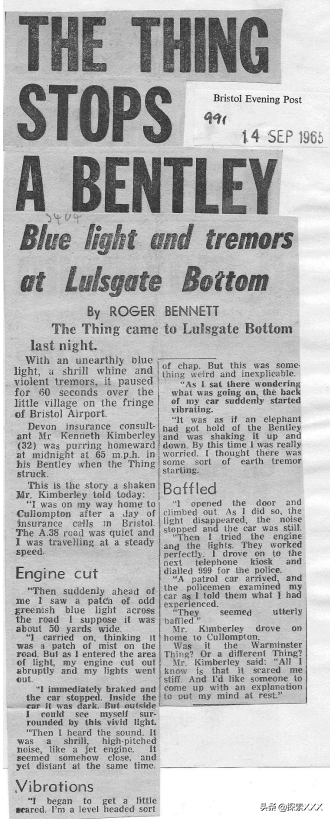 THE THING
STOPS
A BENTLEY
Bristol Evening Post
991
14 SEP 1965
Blue light and tremors
at Lulsgate Bottom
By ROGER BENNETT
The Thing came to Lulsgate Bottom
last night.
With an unearthly blue
light, a shrill whine and
violent tremors, it paused
for 60 seconds over the
little village on the fringe
of Bristol Airport.
Devon insurance consult-
ant Mr Kenneth Kimberley
(32) was purring homeward
at midnight at 65 m.p.h. in
his Bentley when the Thing
struck.
This is the story a shaken
Mr. Kimberley told today:
"I was on my way home to
Cullompton after a day of
insurance calls in Bristol.
The A.38 road was quiet and
I was travelling at a steady
speed.
Engine cut
"Then suddenly ahead of
me I saw a patch of odd
greenish blue light across
the road I suppose it was
about 50 yards wide.
"I carried on, thinking it
was a patch of mist on the
road. But as I entered the
area of light, my engine cut out
abruptly and my lights went
out.
"I immediately braked and
the car stopped. Inside the
car it was dark. But outside
I could see myself sur-
rounded by this vivid light.
"Then I heard the sound. It
was a shrill, high-pitched
noise, like a jet engine. It
seemed somehow close, and
yet distant at the same time.
Vibrations
"I began to get a little
scared. I'm a level headed sort
of chap. But this was some-
thing weird and inexplicable.
"As I sat there wondering
what was going on, the back
of my car suddenly started
vibrating.
"It was as if an elephant
had got hold of the Bentley
and was shaking it up and
down. By this time I was really
worried. I thought there was
some sort of earth tremor
starting.
Baffled
"I opened the door and
climbed out. As I did so, the
light disappeared, the noise
stopped and the car was still.
"Then I tried the engine
and the lights. They worked
perfectly. I drove on to the
next telephone kiosk and
dialled 999 for the police.
"A patrol car arrived, and
the policemen examined my
car as I told them what I had
experienced.
"They seemed utterly
baffled"
Mr. Kimberley drove on
home to Cullompton.
Was it the Warminster
Thing? Or a different Thing?
Mr. Kimberley said: "All I
know is that it scared me
stiff. And I'd like someone to
come up with an explanation
to put my mind at rest."
头条 @探索XXX